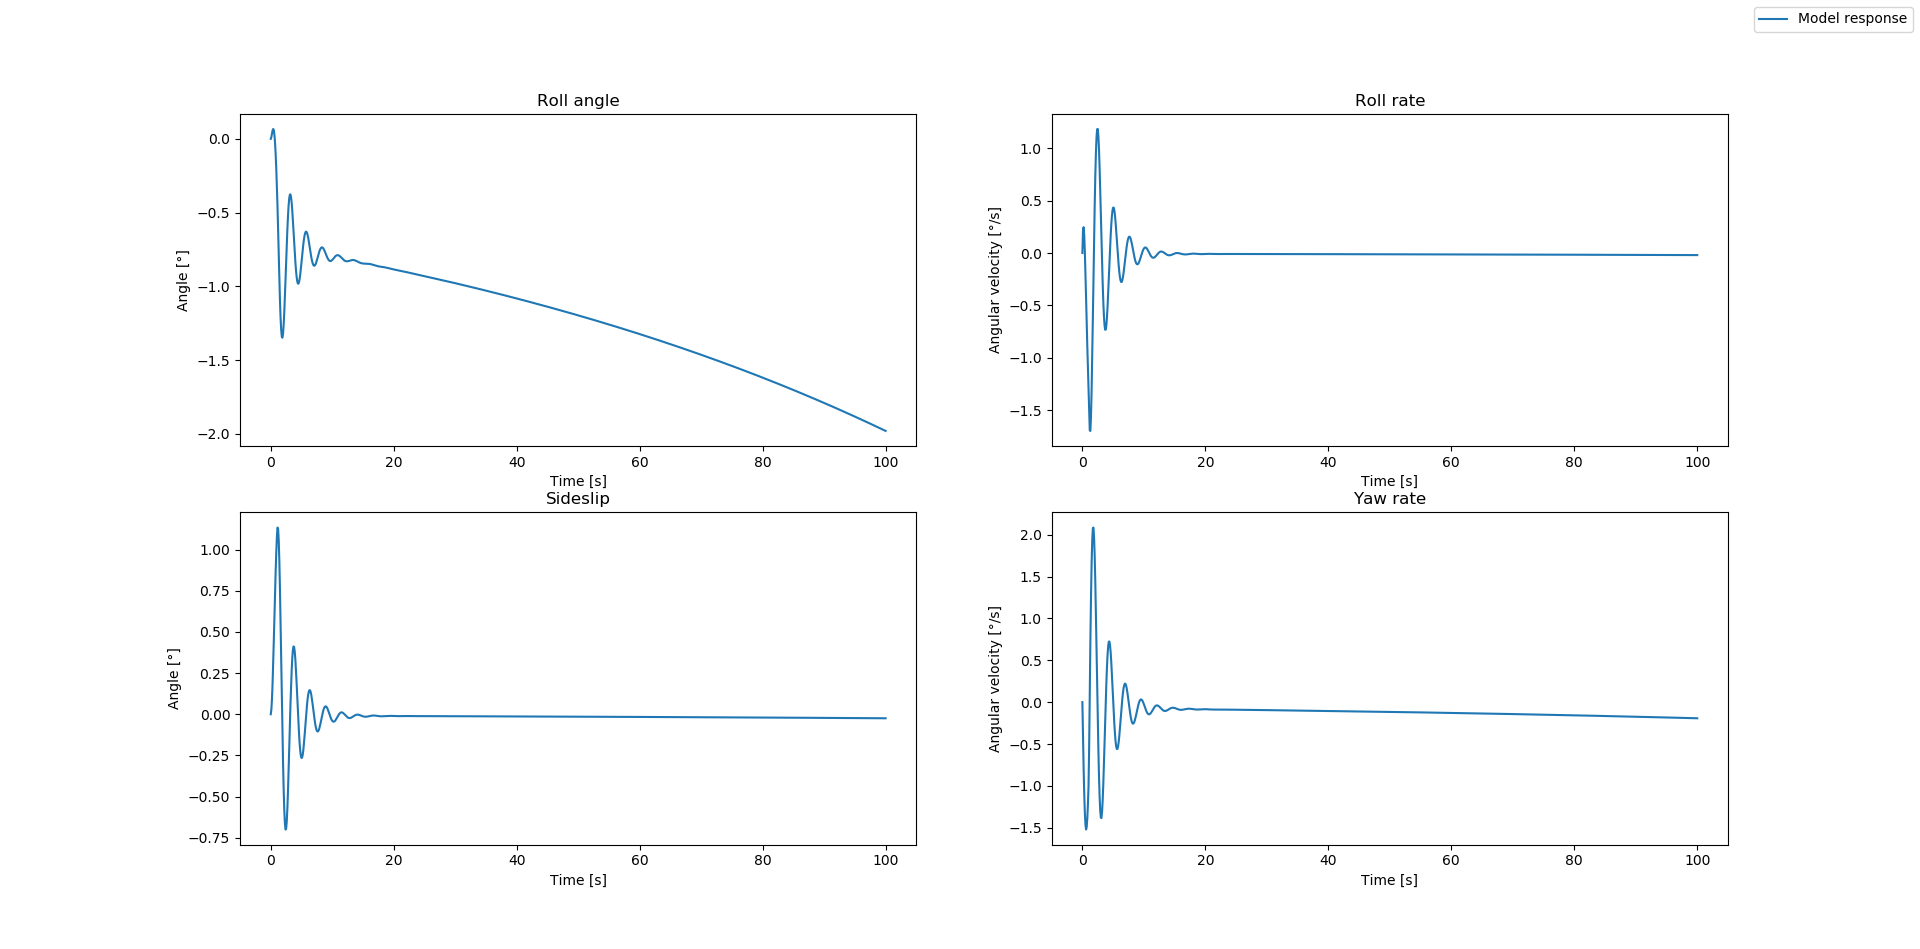 Model response
Roll angle
0.0
−0.5
−1.0
−1.5
−2.0
Angle [°]
0 20 40 60 80 100
Time [s]
Roll rate
1.0
0.5
0.0
−0.5
−1.0
−1.5
Angular velocity [°/s]
0 20 40 60 80 100
Time [s]
Sideslip
1.00
0.75
0.50
0.25
0.00
−0.25
−0.50
−0.75
Angle [°]
0 20 40 60 80 100
Time [s]
Yaw rate
2.0
1.5
1.0
0.5
0.0
−0.5
−1.0
−1.5
Angular velocity [°/s]
0 20 40 60 80 100
Time [s]